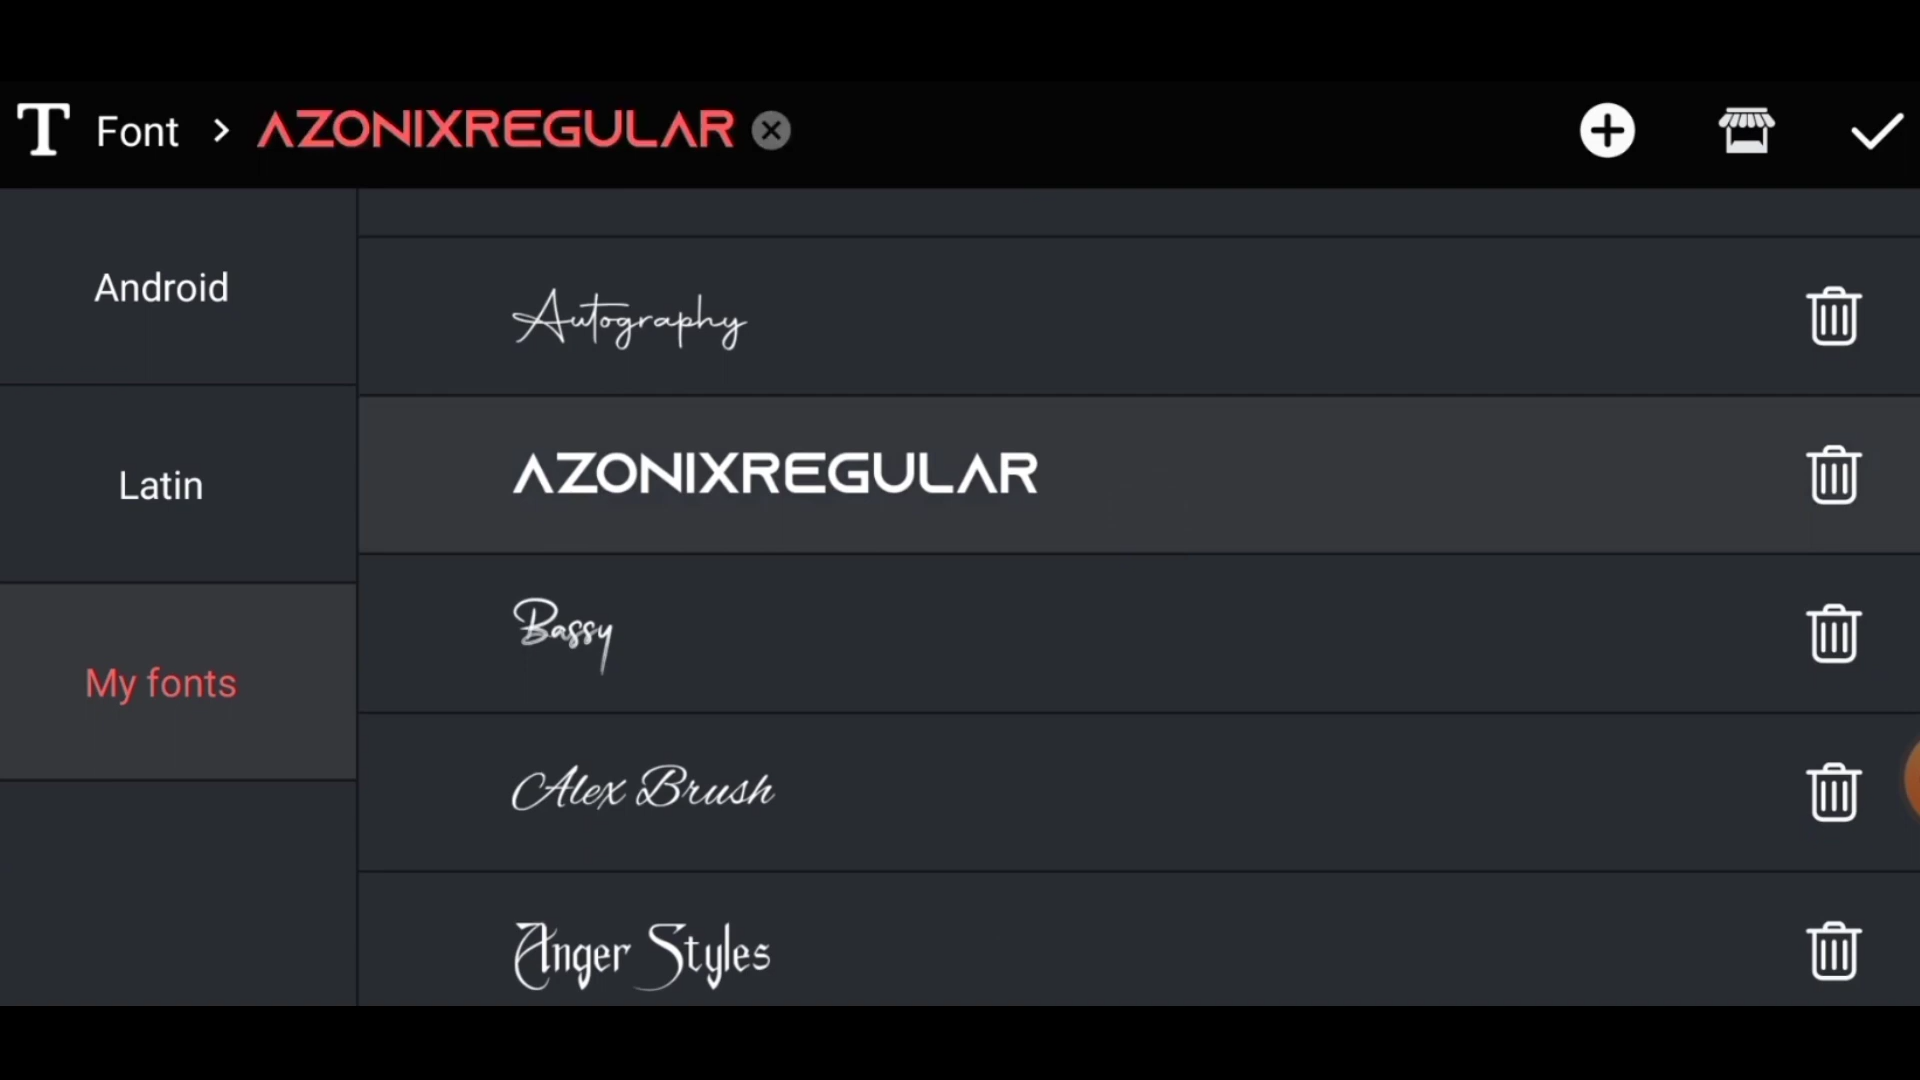 T Font > AZONIXREGULAR
Android
Latin
My fonts
Autography
AZONIXREGULAR
Bassy
Alex Brush
Anger Styles